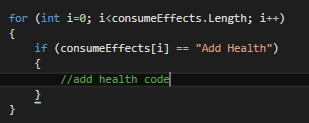 for (int i=0; i<consumeEffects.Length; i++)
{
    if (consumeEffects[i] == "Add Health")
    {
        //add health code
    }
}